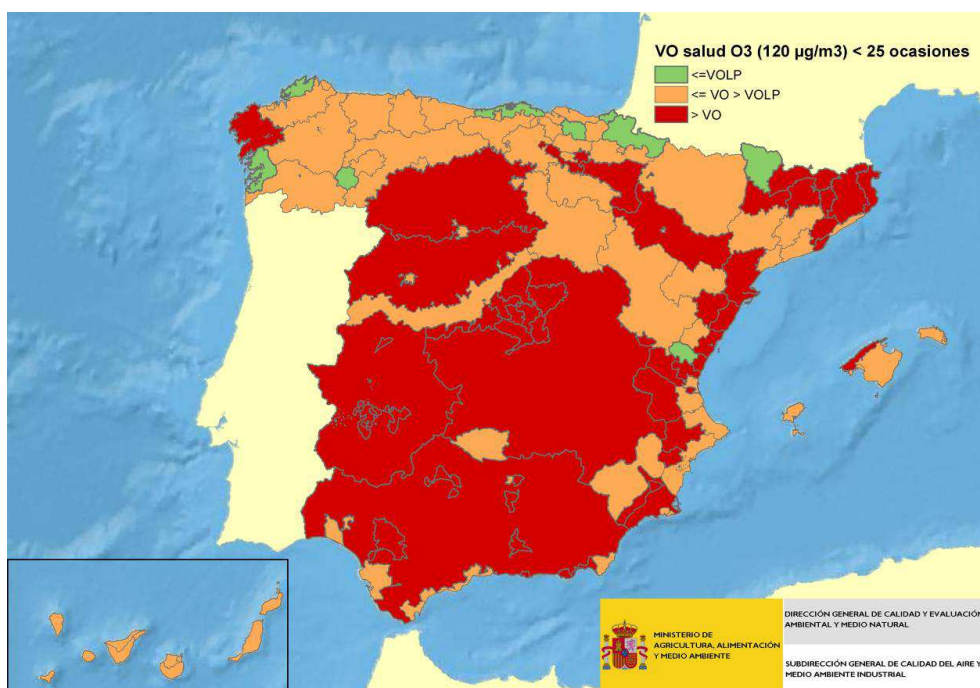 VO salud O3 (120 µg/m3) < 25 ocasiones
<=VOLP
<= VO > VOLP
> VO
MINISTERIO DE
AGRICULTURA, ALIMENTACIÓN
Y MEDIO AMBIENTE
DIRECCIÓN GENERAL DE CALIDAD Y EVALUACIÓN
AMBIENTAL Y MEDIO NATURAL
SUBDIRECCIÓN GENERAL DE CALIDAD DEL AIRE Y
MEDIO AMBIENTE INDUSTRIAL